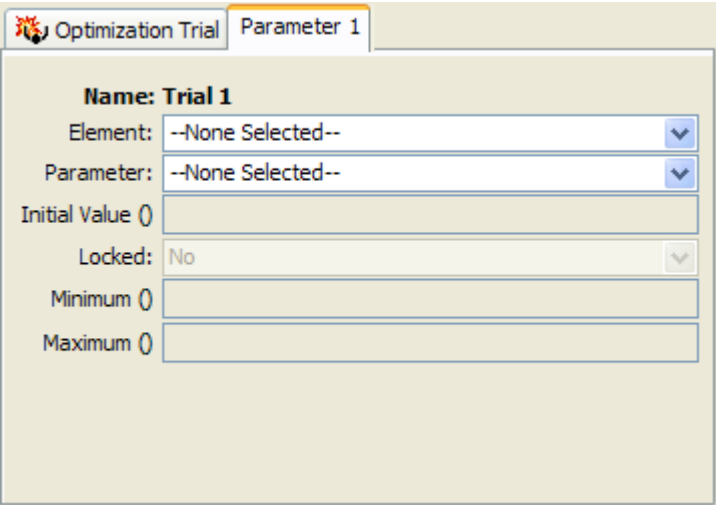 Optimization Trial Parameter 1
Name: Trial 1
Element: --None Selected--
Parameter: --None Selected--
Initial Value ()
Locked: No
Minimum ()
Maximum ()